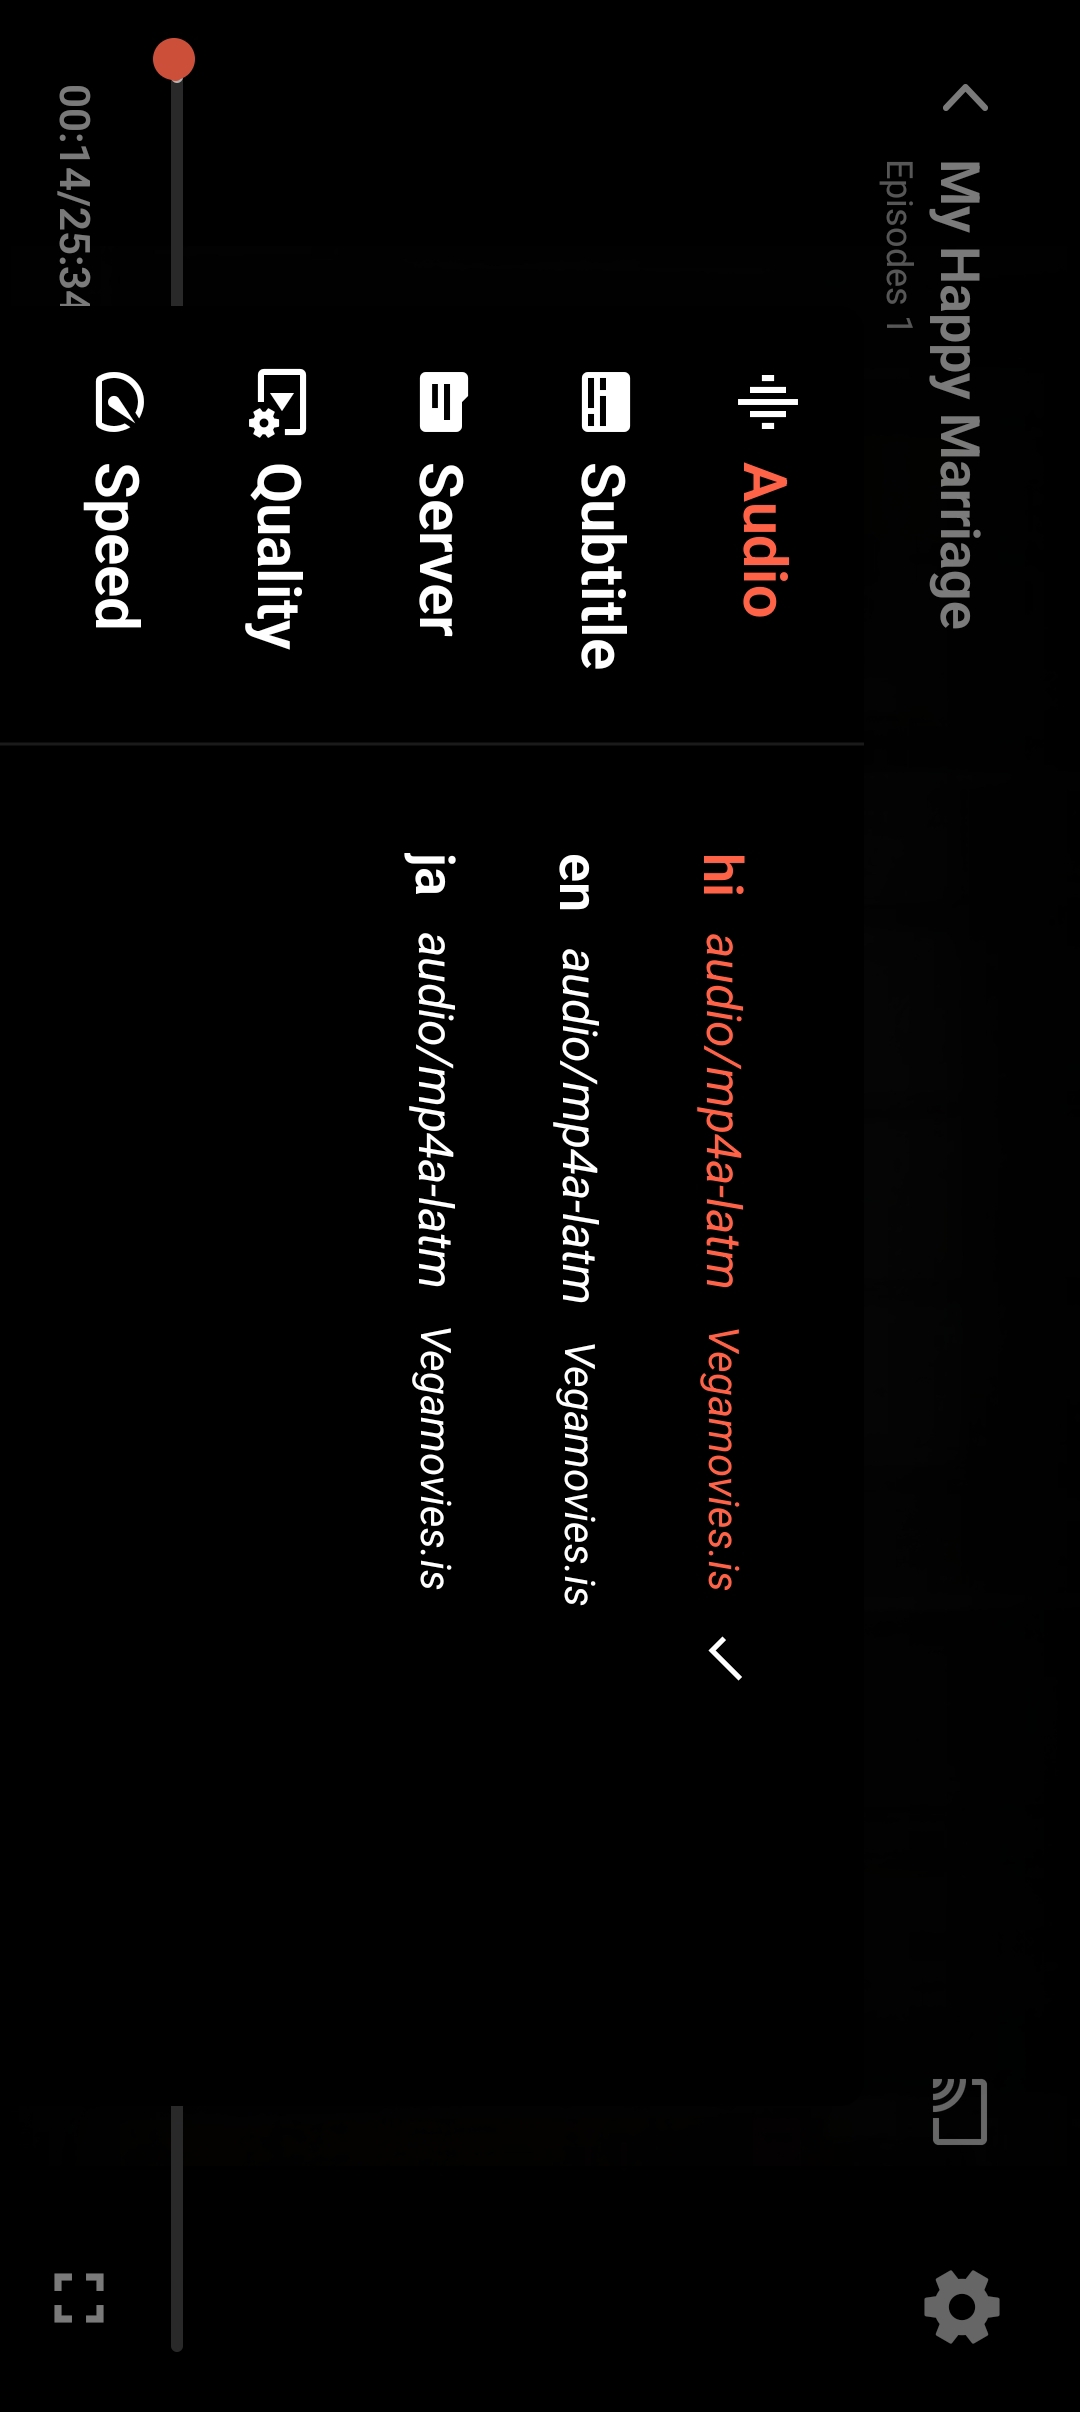 My Happy Marriage
Episodes 1
Audio
Subtitle
Server
Quality
Speed
hi audio/mp4a-latm Vegamovies.is
en audio/mp4a-latm Vegamovies.is
ja audio/mp4a-latm Vegamovies.is
00:14/25:34